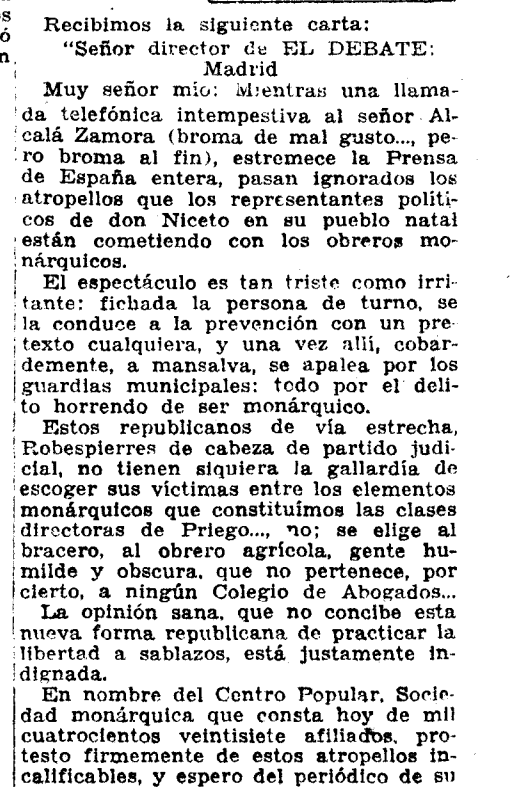 Recibimos la siguiente carta:
"Señor director de EL DEBATE:
Madrid
Muy señor mío: Mientras una llama-
da telefónica intempestiva al señor Al-
calá Zamora (broma de mal gusto..., pe-
ro broma al fin), estremece la Prensa
de España entera, pasan ignorados los
atropellos que los representantes políti-
cos de don Niceto en su pueblo natal
están cometiendo con los obreros mo-
nárquicos.
El espectáculo es tan triste como irri-
tante: fichada la persona de turno, se
la conduce a la prevención con un pre-
texto cualquiera, y una vez allí, cobar-
demente, a mansalva, se apalea por los
guardias municipales: todo por el deli-
to horrendo de ser monárquico.
Estos republicanos de vía estrecha,
Robespierres de cabeza de partido judi-
cial, no tienen siquiera la gallardía de
escoger sus víctimas entre los elementos
monárquicos que constituímos las clases
directoras de Priego..., no; se elige al
bracero, al obrero agrícola, gente hu-
milde y obscura, que no pertenece, por
cierto, a ningún Colegio de Abogados...
La opinión sana, que no concibe esta
nueva forma republicana de practicar la
libertad a sablazos, está justamente in-
dignada.
En nombre del Centro Popular, Socie-
dad monárquica que consta hoy de mil
cuatrocientos veintisiete afiliados, pro-
testo firmemente de estos atropellos in-
calificables, y espero del periódico de su